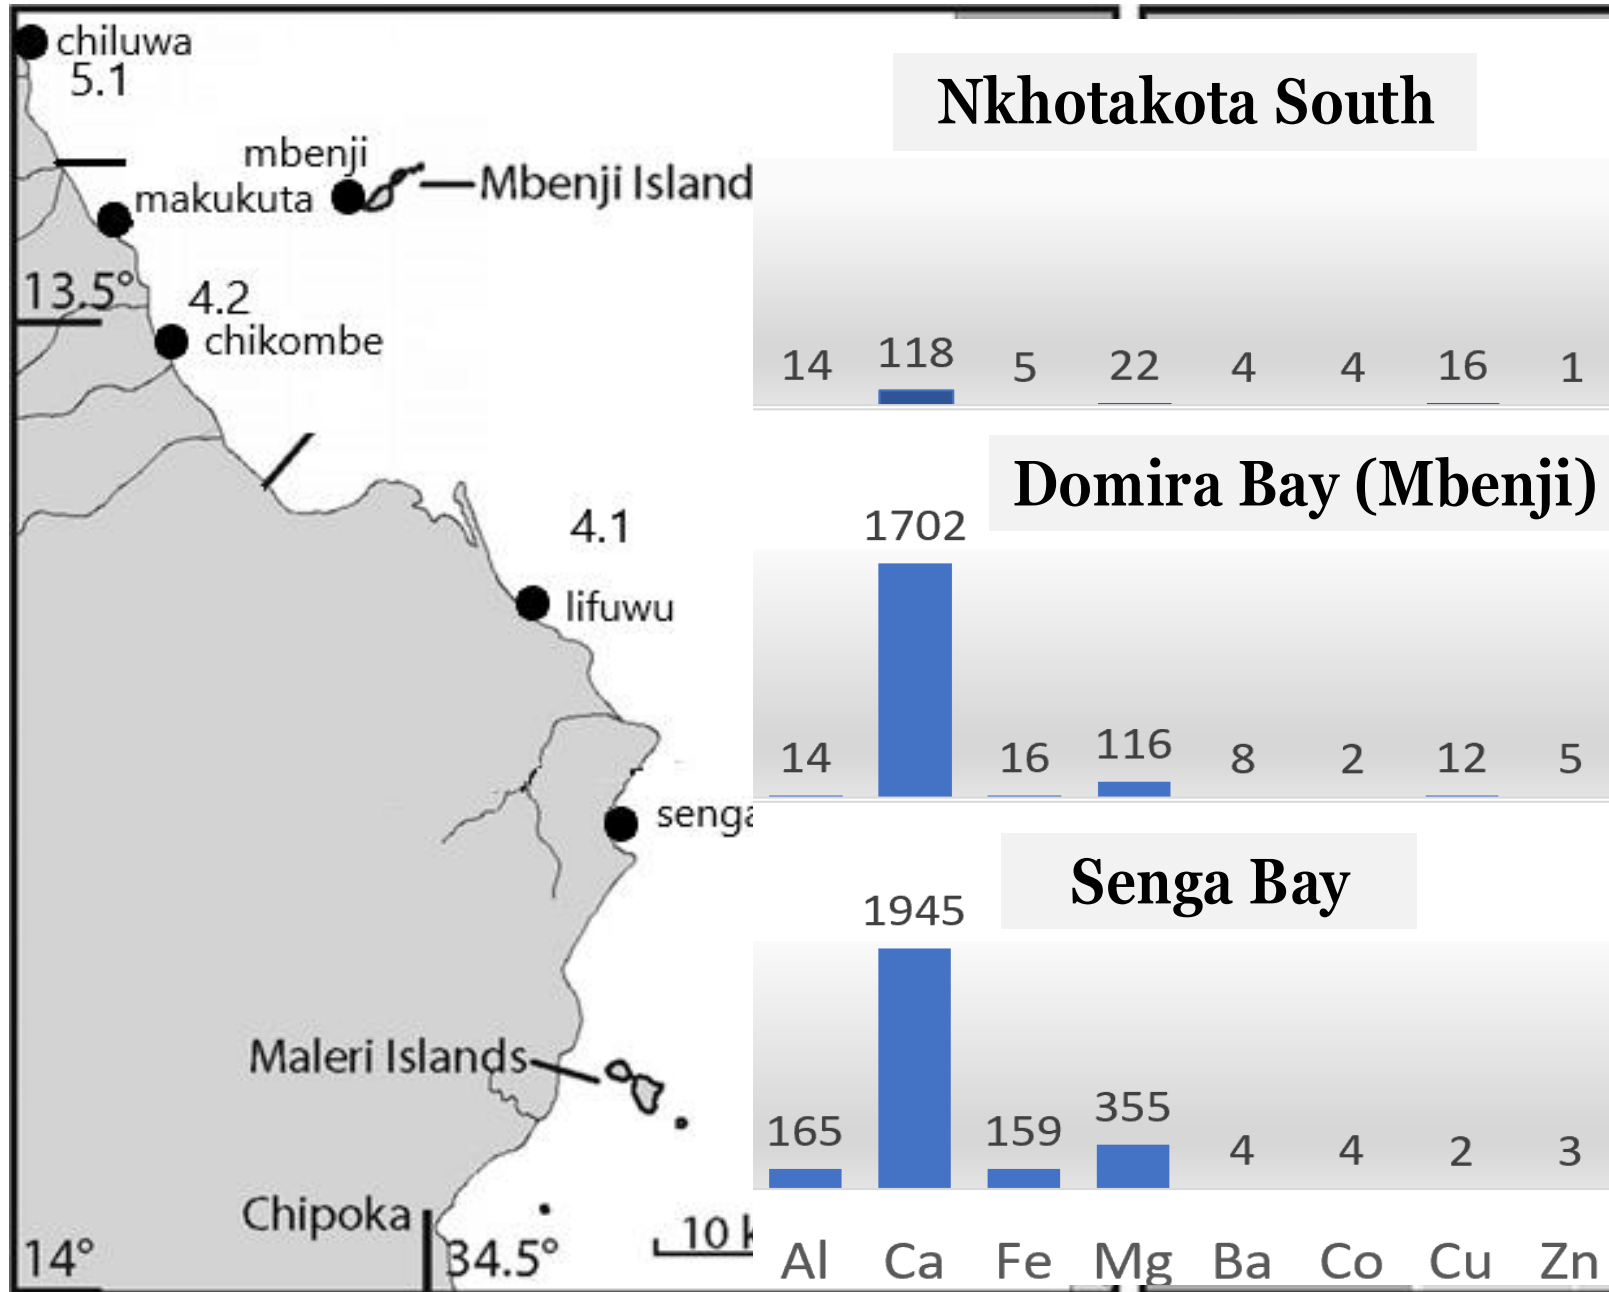 chiluwa
5.1
mbenji
Mbenji Island
makukuta
13.5°
4.2
chikombe
4.1
lifuwu
senga
Maleri Islands
Chipoka
14°
34.5°
10 k
Nkhotakota South
14 118 5 22 4 4 16 1
Domira Bay (Mbenji)
14 1702 16 116 8 2 12 5
Senga Bay
165 1945 159 355 4 4 2 3
Al Ca Fe Mg Ba Co Cu Zn